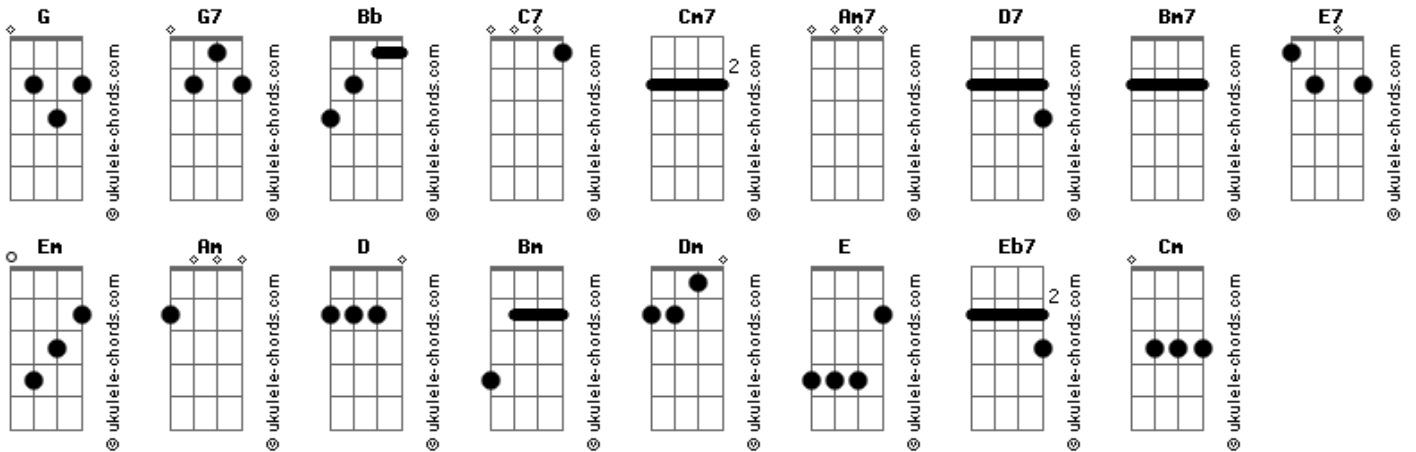 G G7 Bb C7 Cm7 Am7 D7 Bm7 E7
2
© ukulele-chords.com © ukulele-chords.com © ukulele-chords.com © ukulele-chords.com © ukulele-chords.com © ukulele-chords.com © ukulele-chords.com © ukulele-chords.com © ukulele-chords.com
Em Am D Bm Dm E Eb7 Cm
2
© ukulele-chords.com © ukulele-chords.com © ukulele-chords.com © ukulele-chords.com © ukulele-chords.com © ukulele-chords.com © ukulele-chords.com © ukulele-chords.com